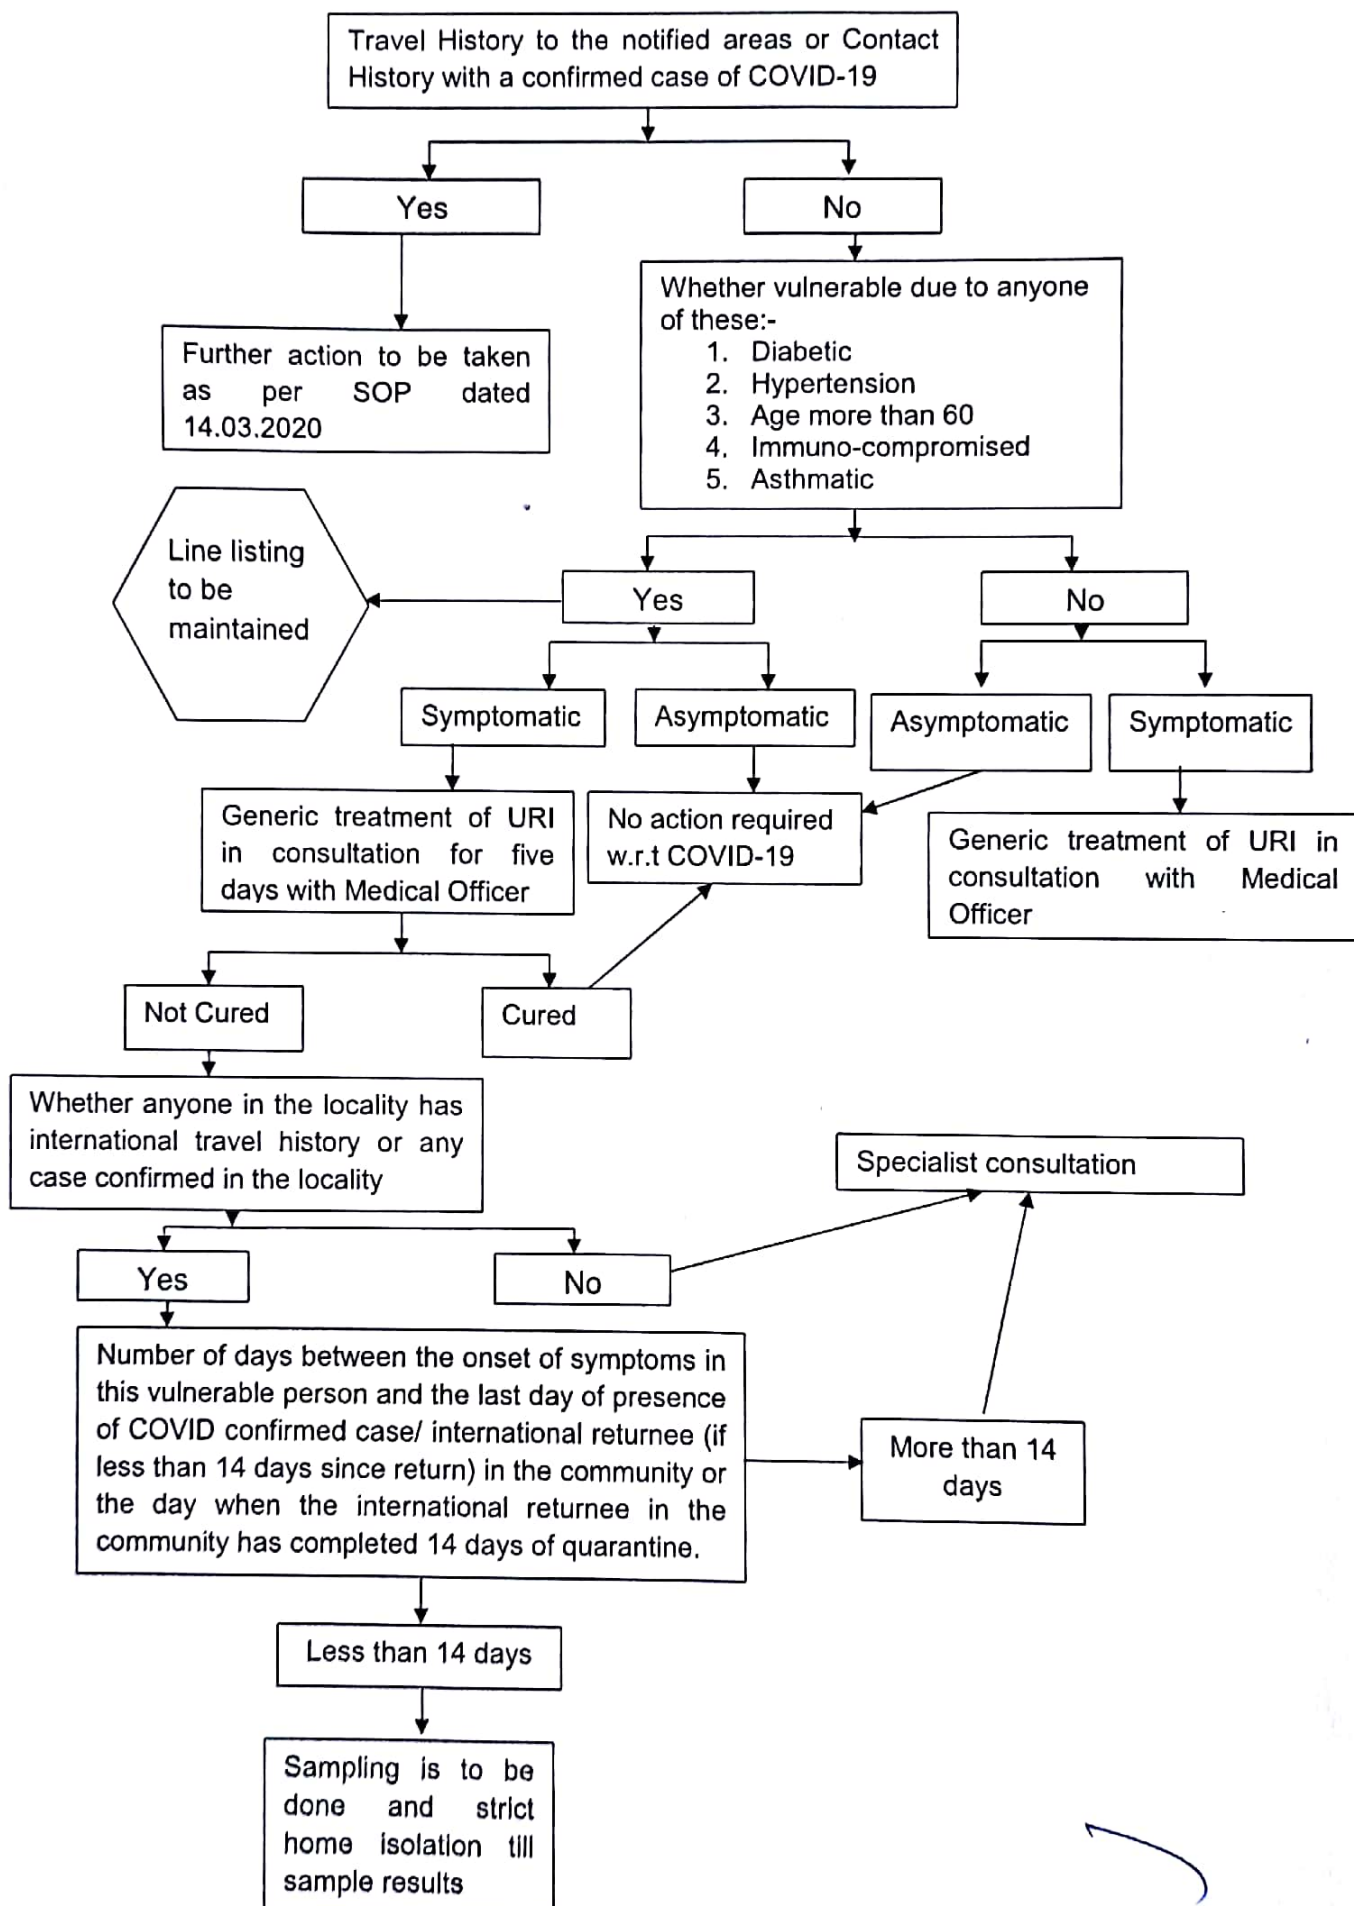 Travel History to the notified areas or Contact
History with a confirmed case of COVID-19
Yes
No
Further action to be taken
as per SOP dated
14.03.2020
Whether vulnerable due to anyone
of these:-
1. Diabetic
2. Hypertension
3. Age more than 60
4. Immuno-compromised
5. Asthmatic
Line listing
to be
maintained
Yes
No
Symptomatic
Asymptomatic
Asymptomatic
Symptomatic
Generic treatment of URI
in consultation for five
days with Medical Officer
No action required
w.r.t COVID-19
Generic treatment of URI in
consultation with Medical
Officer
Not Cured
Cured
Whether anyone in the locality has
international travel history or any
case confirmed in the locality
Specialist consultation
Yes
No
Number of days between the onset of symptoms in
this vulnerable person and the last day of presence
of COVID confirmed case/ international returnee (if
less than 14 days since return) in the community or
the day when the international returnee in the
community has completed 14 days of quarantine.
More than 14
days
Less than 14 days
Sampling is to be
done and strict
home isolation till
sample results